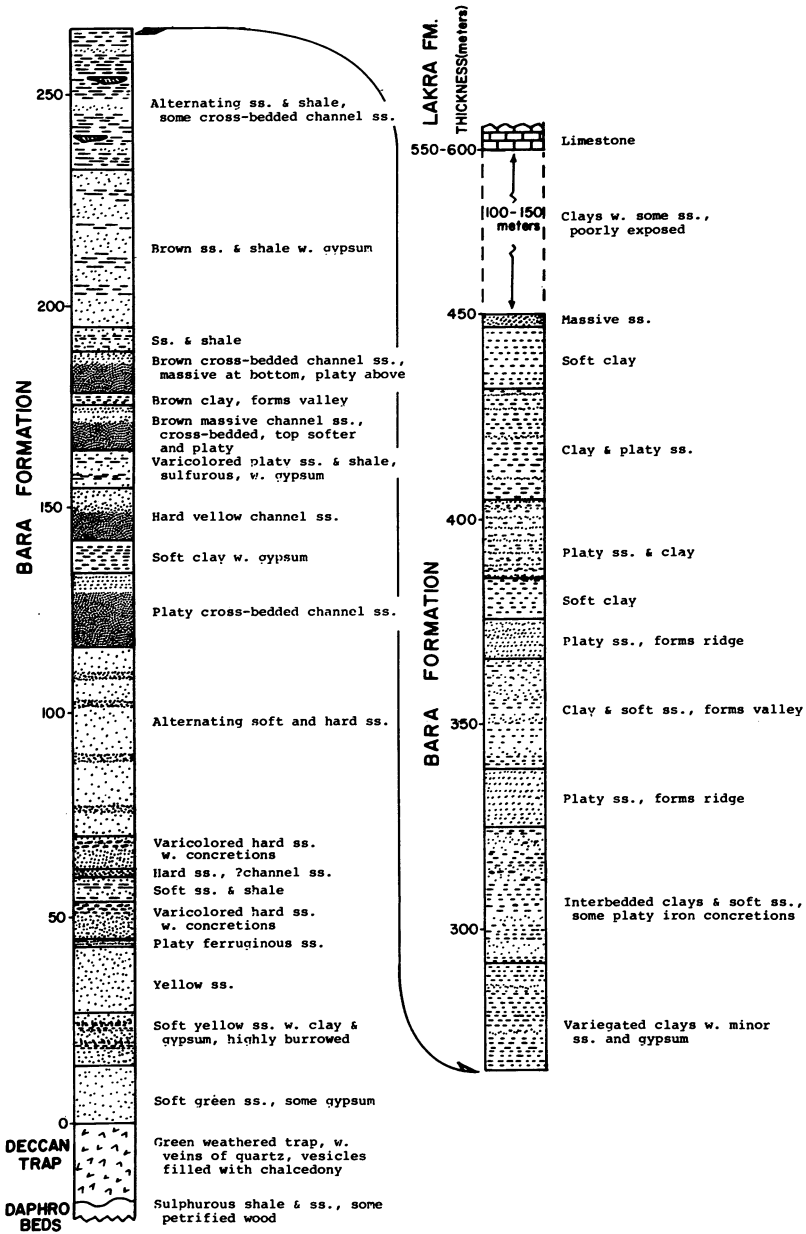 BARA FORMATION
250
200
150
100
50
0
DECCAN
TRAP
DAPHRO
BEDS
Alternating ss. & shale,
some cross-bedded channel ss.
Brown ss. & shale w. gypsum
Ss. & shale
Brown cross-bedded channel ss.,
massive at bottom, platy above
Brown clay, forms valley
Brown massive channel ss.,
cross-bedded, top softer
and platy
Varicolored platy ss. & shale,
sulfurous, w. gypsum
Hard yellow channel ss.
Soft clay w. gypsum
Platy cross-bedded channel ss.
Alternating soft and hard ss.
Varicolored hard ss.
w. concretions
Hard ss., ?channel ss.
Soft ss. & shale
Varicolored hard ss.
w. concretions
Platy ferruginous ss.
Yellow ss.
Soft yellow ss. w. clay &
gypsum, highly burrowed
Soft green ss., some gypsum
Green weathered trap, w.
veins of quartz, vesicles
filled with chalcedony
Sulphurous shale & ss., some
petrified wood
LAKRA FM.
THICKNESS(meters)
BARA FORMATION
550-600
450
400
350
300
100-150
meters
Limestone
Clays w. some ss.,
poorly exposed
Massive ss.
Soft clay
Clay & platy ss.
Platy ss. & clay
Soft clay
Platy ss., forms ridge
Clay & soft ss., forms valley
Platy ss., forms ridge
Interbedded clays & soft ss.,
some platy iron concretions
Variegated clays w. minor
ss. and gypsum